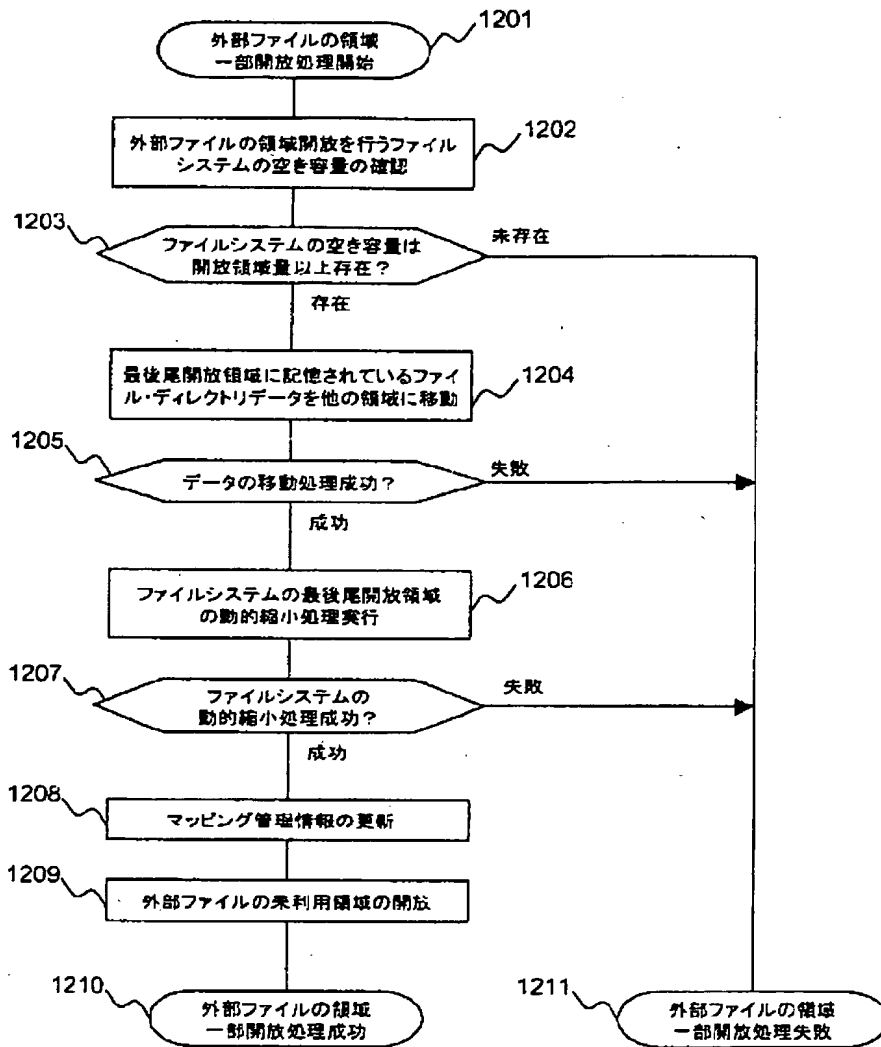 外部ファイルの領域
一部開放処理開始
1201
外部ファイルの領域開放を行うファイル
システムの空き容量の確認
1202
1203
ファイルシステムの空き容量は
開放領域量以上存在？
未存在
存在
最後尾開放領域に記憶されているファイ
ル・ディレクトリデータを他の領域に移動
1204
1205
データの移動処理成功？
失敗
成功
ファイルシステムの最後尾開放領域
の動的縮小処理実行
1206
1207
ファイルシステムの
動的縮小処理成功？
失敗
成功
1208
マッピング管理情報の更新
1209
外部ファイルの未利用領域の開放
1210
外部ファイルの領域
一部開放処理成功
1211
外部ファイルの領域
一部開放処理失敗